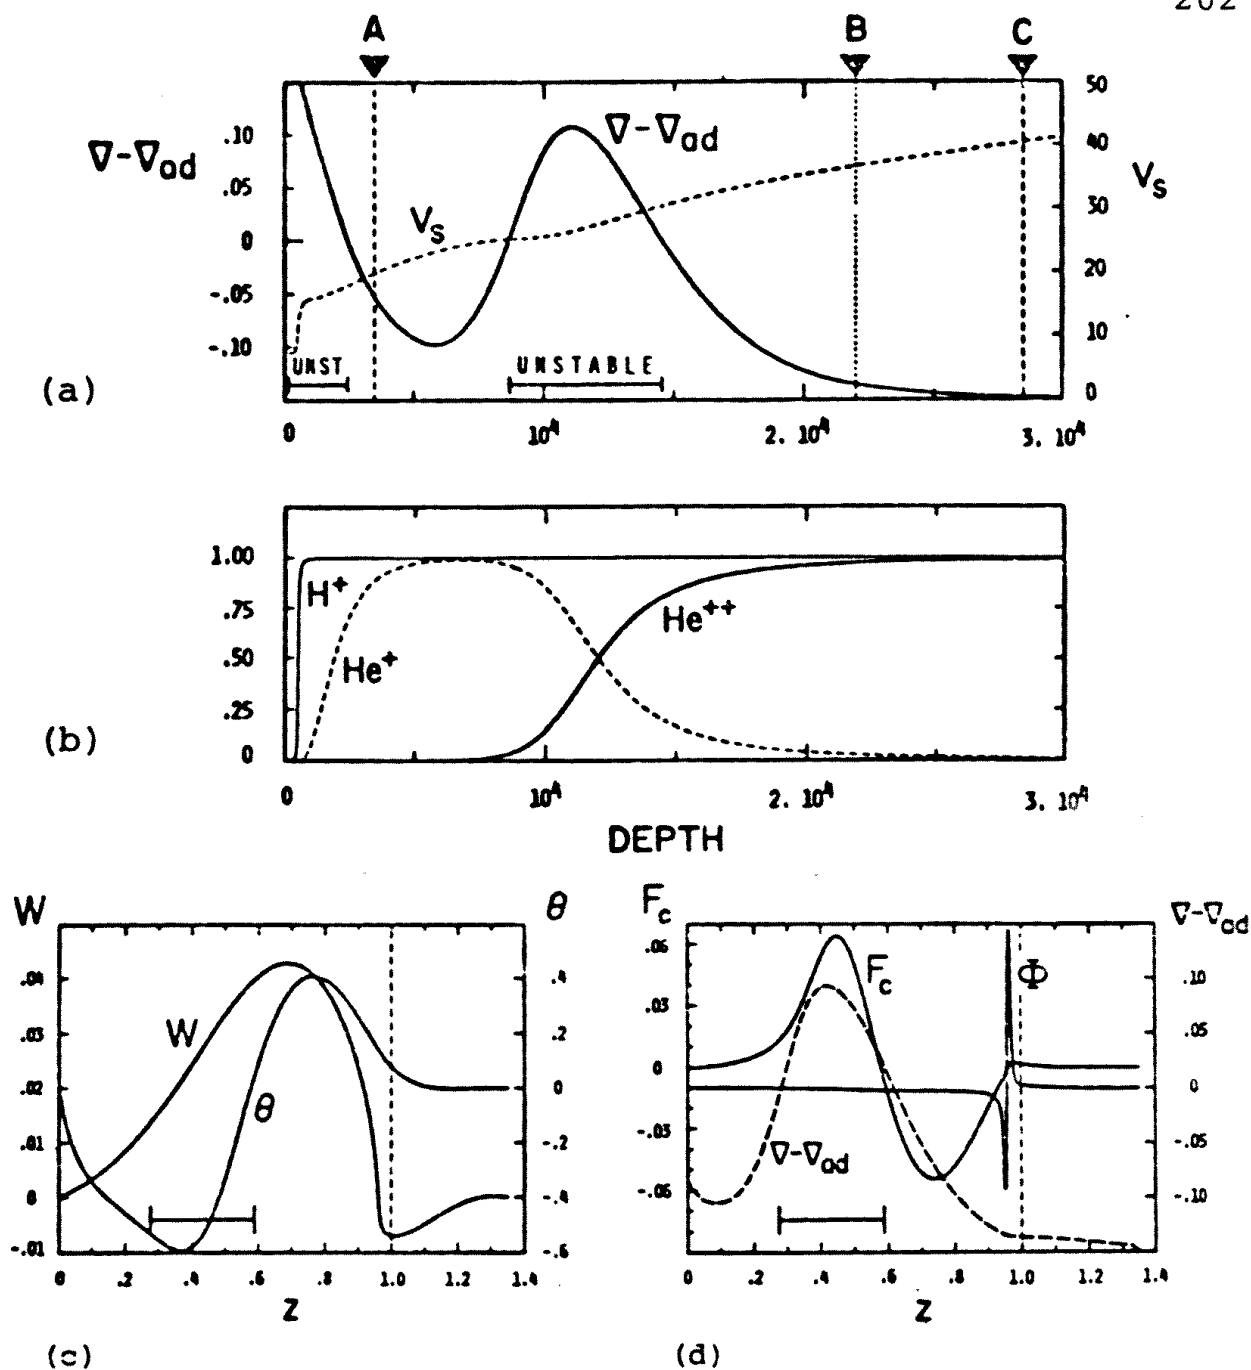 202
A B C
50
.10 ∇-∇ad 40
∇-∇ad Vs
.05 30
Vs
0
20
-.05
10
-.10
UNST UNSTABLE
(a) 0
0 10⁴ 2. 10⁴ 3. 10⁴
1.00
H⁺
.75 He⁺⁺
.50 He⁺
.25
(b) 0
0 10⁴ 2. 10⁴ 3. 10⁴
DEPTH
W θ Fc ∇-∇ad
.04 .4 .06 Fc Φ .10
.03 W .2 .03 .05
.02 0 0 0
θ
.01 -.2 -.03 ∇-∇ad -.05
0 -.4 -.06 -.10
-.01 -.6
0 .2 .4 .6 .8 1.0 1.2 1.4 0 .2 .4 .6 .8 1.0 1.2 1.4
Z Z
(c) (d)